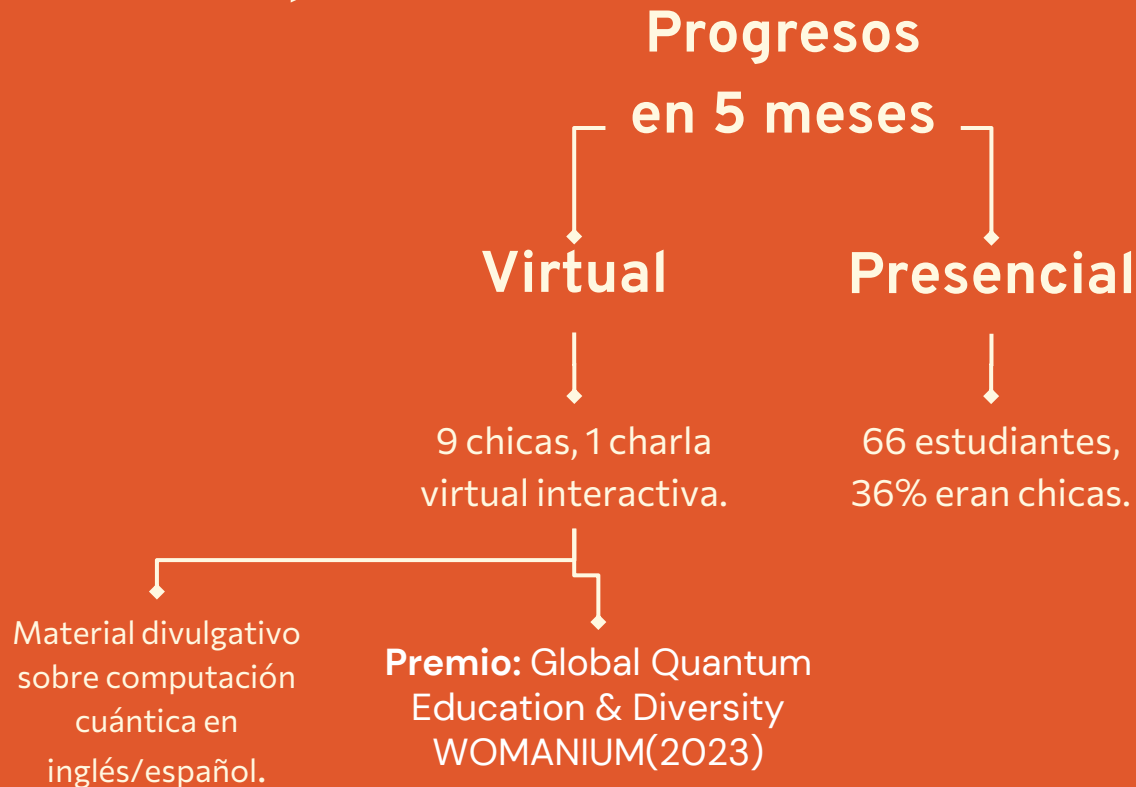 Progresos
en 5 meses
Virtual
Presencial
9 chicas, 1 charla
virtual interactiva.
66 estudiantes,
36% eran chicas.
Material divulgativo
sobre computación
cuántica en
inglés/español.
Premio: Global Quantum
Education & Diversity
WOMANIUM(2023)